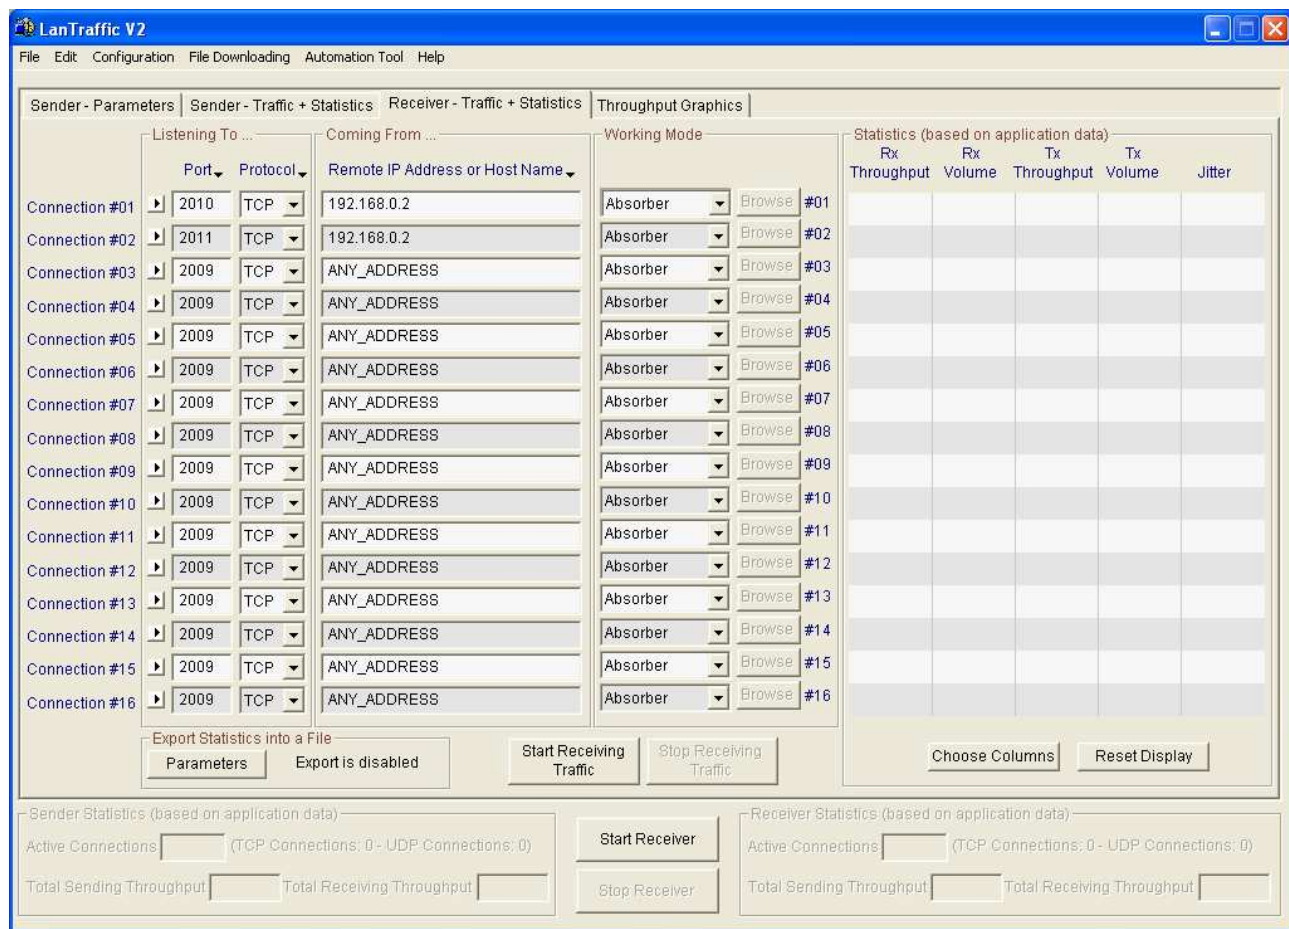 LanTraffic V2
File Edit Configuration File Downloading Automation Tool Help
Sender - Parameters Sender - Traffic + Statistics Receiver - Traffic + Statistics Throughput Graphics
Listening To ... Coming From ... Working Mode Statistics (based on application data)
Rx Rx Tx Tx
Port Protocol Remote IP Address or Host Name Throughput Volume Throughput Volume Jitter
Connection #01 2010 TCP 192.168.0.2 Absorber Browse #01
Connection #02 2011 TCP 192.168.0.2 Absorber Browse #02
Connection #03 2009 TCP ANY_ADDRESS Absorber Browse #03
Connection #04 2009 TCP ANY_ADDRESS Absorber Browse #04
Connection #05 2009 TCP ANY_ADDRESS Absorber Browse #05
Connection #06 2009 TCP ANY_ADDRESS Absorber Browse #06
Connection #07 2009 TCP ANY_ADDRESS Absorber Browse #07
Connection #08 2009 TCP ANY_ADDRESS Absorber Browse #08
Connection #09 2009 TCP ANY_ADDRESS Absorber Browse #09
Connection #10 2009 TCP ANY_ADDRESS Absorber Browse #10
Connection #11 2009 TCP ANY_ADDRESS Absorber Browse #11
Connection #12 2009 TCP ANY_ADDRESS Absorber Browse #12
Connection #13 2009 TCP ANY_ADDRESS Absorber Browse #13
Connection #14 2009 TCP ANY_ADDRESS Absorber Browse #14
Connection #15 2009 TCP ANY_ADDRESS Absorber Browse #15
Connection #16 2009 TCP ANY_ADDRESS Absorber Browse #16
Export Statistics into a File
Parameters Export is disabled
Start Receiving
Traffic
Stop Receiving
Traffic
Choose Columns Reset Display
Sender Statistics (based on application data)
Active Connections (TCP Connections: 0 - UDP Connections: 0)
Total Sending Throughput Total Receiving Throughput
Start Receiver
Stop Receiver
Receiver Statistics (based on application data)
Active Connections (TCP Connections: 0 - UDP Connections: 0)
Total Sending Throughput Total Receiving Throughput